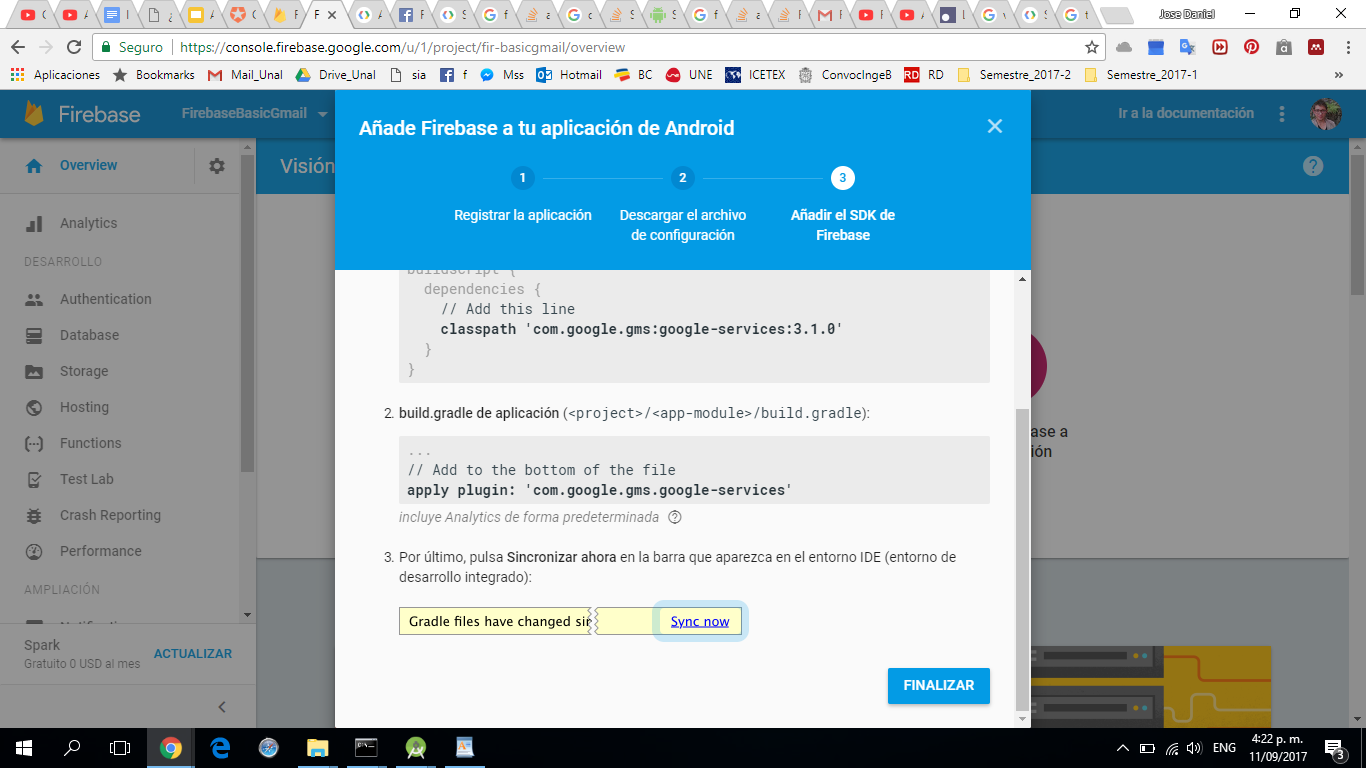 Jose Daniel
Seguro
https://console.firebase.google.com/u/1/project/fir-basicgmail/overview
Aplicaciones
Bookmarks
Mail_Unal
Drive_Unal
sia
f
Mss
Hotmail
BC
UNE
ICETEX
ConvocIngeB
RD
RD
Semestre_2017-2
Semestre_2017-1
»
Firebase
FirebaseBasicGmail
Ir a la documentación
Añade Firebase a tu aplicación de Android
1
2
3
Registrar la aplicación
Descargar el archivo
de configuración
Añadir el SDK de
Firebase
Overview
Visión
Analytics
DESARROLLO
Authentication
Database
Storage
Hosting
Functions
Test Lab
Crash Reporting
Performance
AMPLIACIÓN
Spark
Gratuito 0 USD al mes
ACTUALIZAR
buildscript {
dependencies {
// Add this line
classpath 'com.google.gms:google-services:3.1.0'
}
}
2. build.gradle de aplicación (<project>/<app-module>/build.gradle):
...
// Add to the bottom of the file
apply plugin: 'com.google.gms.google-services'
incluye Analytics de forma predeterminada
3. Por último, pulsa Sincronizar ahora en la barra que aparezca en el entorno IDE (entorno de
desarrollo integrado):
Gradle files have changed sin
Sync now
FINALIZAR
ase a
ión
ENG
4:22 p. m.
11/09/2017
3